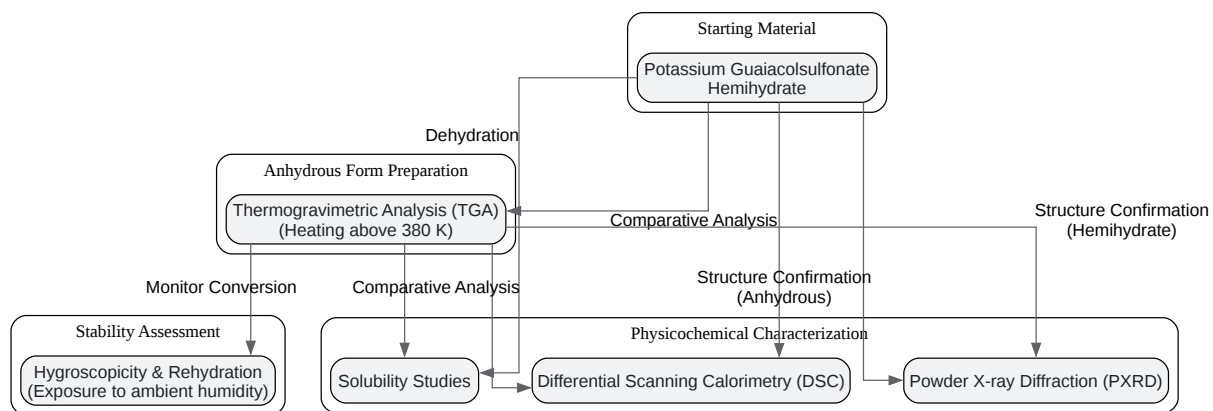 Starting Material
Potassium Guaiacolsulfonate
Hemihydrate
Dehydration
Anhydrous Form Preparation
Thermogravimetric Analysis (TGA)
(Heating above 380 K)
Comparative Analysis
Structure Confirmation
(Hemihydrate)
Monitor Conversion
Comparative Analysis
Structure Confirmation
(Anhydrous)
Stability Assessment
Hygroscopicity & Rehydration
(Exposure to ambient humidity)
Physicochemical Characterization
Solubility Studies
Differential Scanning Calorimetry (DSC)
Powder X-ray Diffraction (PXRD)